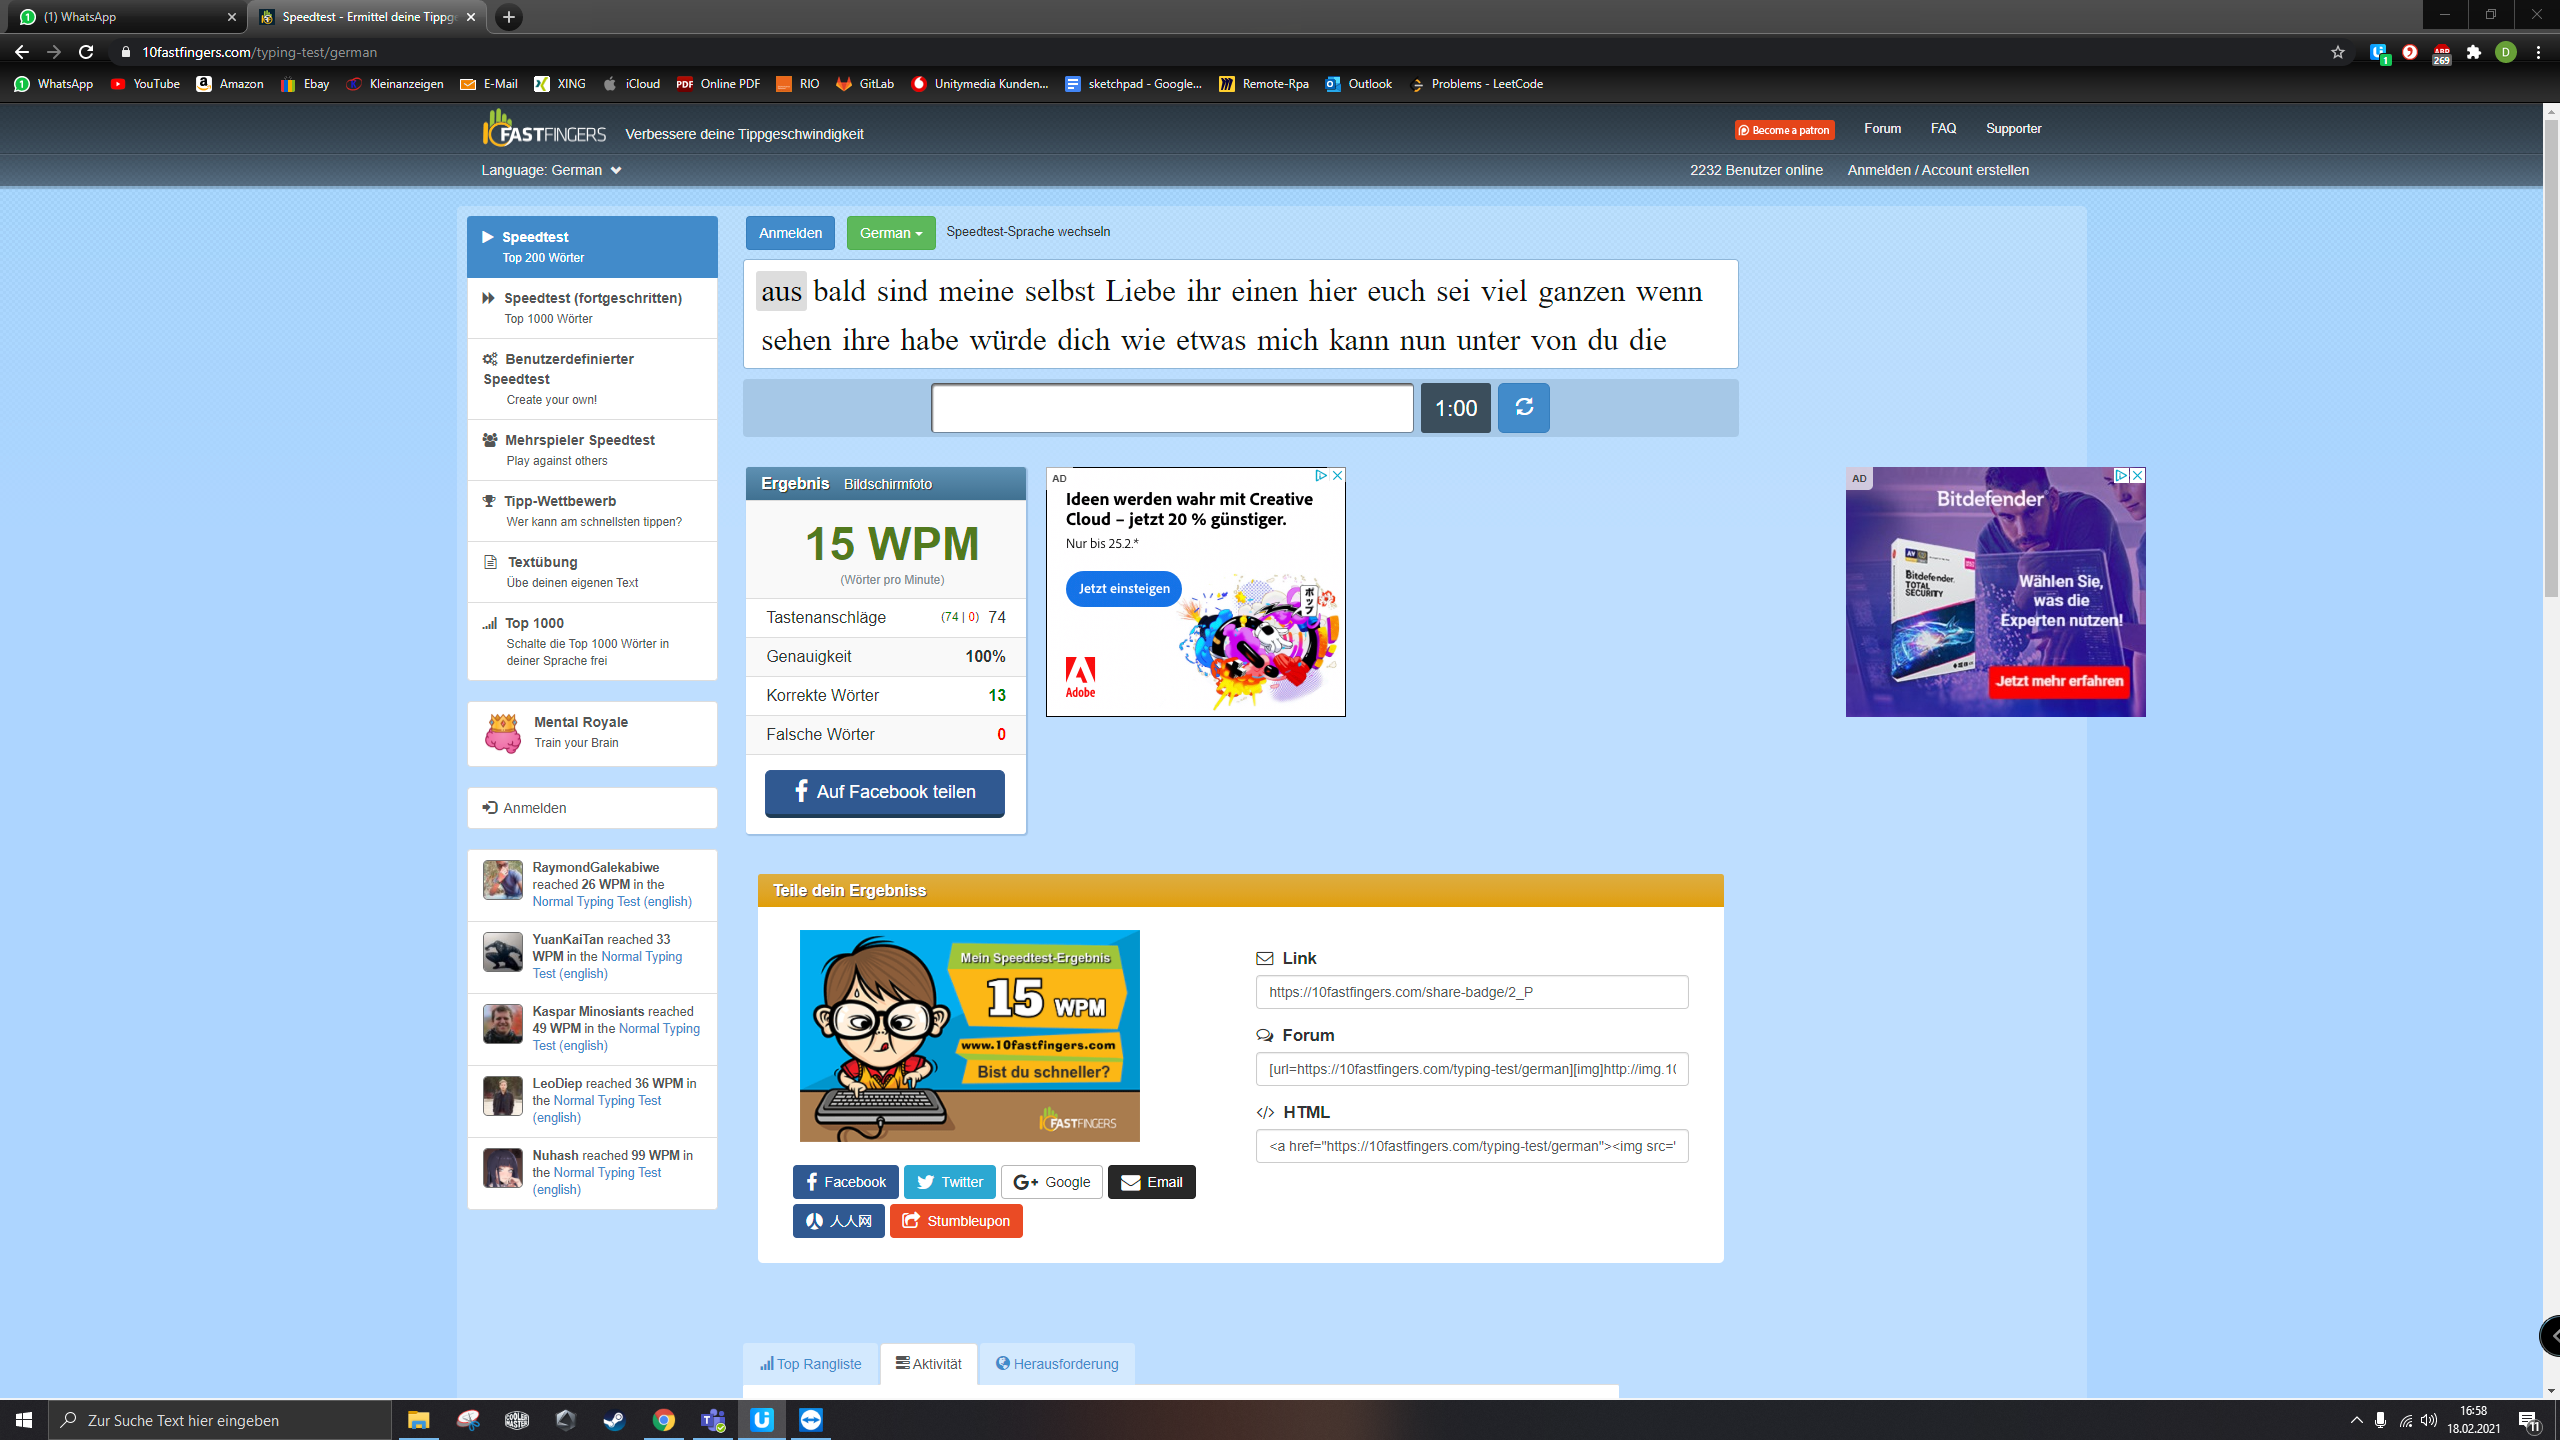 (1) WhatsApp
Speedtest - Ermittel deine Tippge
10fastfingers.com/typing-test/german
1
ABP
269
D
WhatsApp YouTube Amazon Ebay Kleinanzeigen E-Mail XING iCloud Online PDF RIO GitLab Unitymedia Kunden... sketchpad - Google... Remote-Rpa Outlook Problems - LeetCode
FASTFINGERS Verbessere deine Tippgeschwindigkeit
Become a patron Forum FAQ Supporter
Language: German
2232 Benutzer online Anmelden / Account erstellen
Speedtest
Top 200 Wörter
Speedtest (fortgeschritten)
Top 1000 Wörter
Benutzerdefinierter
Speedtest
Create your own!
Mehrspieler Speedtest
Play against others
Tipp-Wettbewerb
Wer kann am schnellsten tippen?
Textübung
Übe deinen eigenen Text
Top 1000
Schalte die Top 1000 Wörter in
deiner Sprache frei
Mental Royale
Train your Brain
Anmelden
RaymondGalekabiwe
reached 26 WPM in the
Normal Typing Test (english)
YuanKaiTan reached 33
WPM in the Normal Typing
Test (english)
Kaspar Minosiants reached
49 WPM in the Normal Typing
Test (english)
LeoDiep reached 36 WPM in
the Normal Typing Test
(english)
Nuhash reached 99 WPM in
the Normal Typing Test
(english)
Anmelden German Speedtest-Sprache wechseln
aus bald sind meine selbst Liebe ihr einen hier euch sei viel ganzen wenn
sehen ihre habe würde dich wie etwas mich kann nun unter von du die
1:00
Ergebnis Bildschirmfoto
15 WPM
(Wörter pro Minute)
Tastenanschläge (74 | 0) 74
Genauigkeit 100%
Korrekte Wörter 13
Falsche Wörter 0
Auf Facebook teilen
AD
Ideen werden wahr mit Creative
Cloud – jetzt 20 % günstiger.
Nur bis 25.2.*
Jetzt einsteigen
ポップ
Adobe
AD
Bitdefender
Bitdefender
TOTAL
SECURITY
Wählen Sie,
was die
Experten nutzen!
Jetzt mehr erfahren
Teile dein Ergebniss
Mein Speedtest-Ergebnis
15 WPM
www.10fastfingers.com
Bist du schneller?
FASTFINGERS
Link
https://10fastfingers.com/share-badge/2_P
Forum
[url=https://10fastfingers.com/typing-test/german][img]http://img.10
HTML
<a href="https://10fastfingers.com/typing-test/german"><img src="
Facebook Twitter G+ Google Email
人人网 Stumbleupon
Top Rangliste Aktivität Herausforderung
Zur Suche Text hier eingeben
COOLER MASTER
16:58
18.02.2021
11